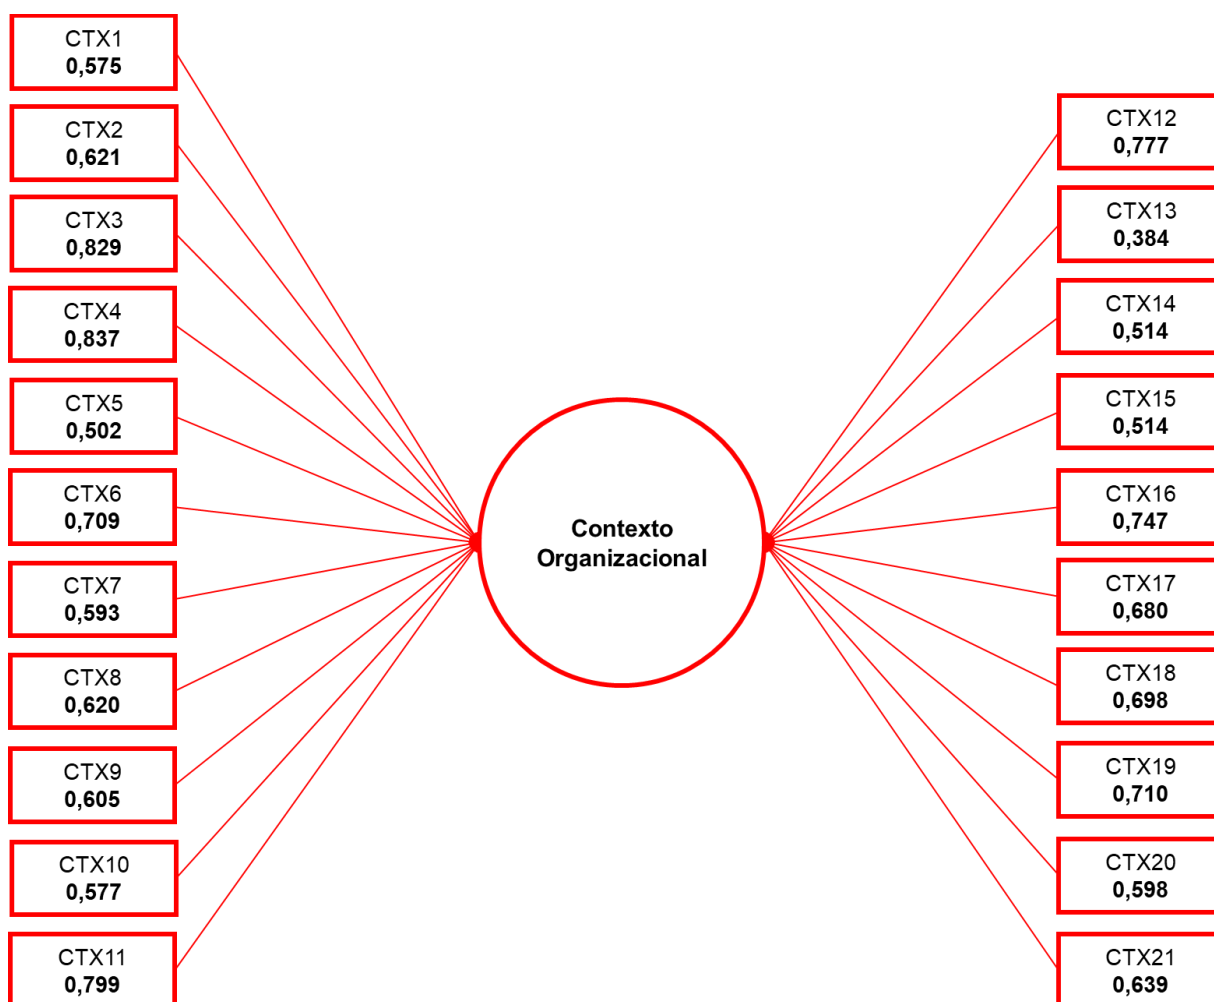 CTX1
0,575
CTX2
0,621
CTX3
0,829
CTX4
0,837
CTX5
0,502
CTX6
0,709
CTX7
0,593
CTX8
0,620
CTX9
0,605
CTX10
0,577
CTX11
0,799
Contexto
Organizacional
CTX12
0,777
CTX13
0,384
CTX14
0,514
CTX15
0,514
CTX16
0,747
CTX17
0,680
CTX18
0,698
CTX19
0,710
CTX20
0,598
CTX21
0,639